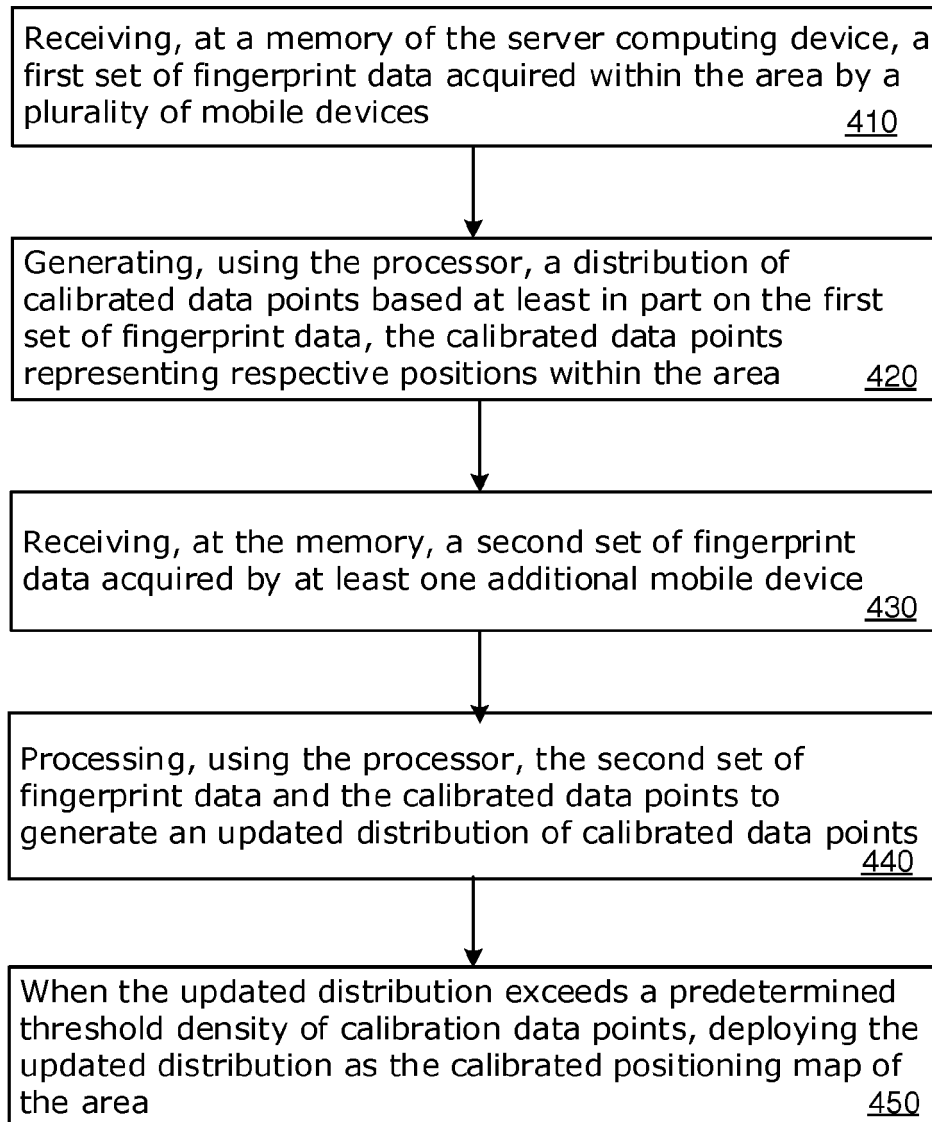 Receiving, at a memory of the server computing device, a
first set of fingerprint data acquired within the area by a
plurality of mobile devices
410
Generating, using the processor, a distribution of
calibrated data points based at least in part on the first
set of fingerprint data, the calibrated data points
representing respective positions within the area
420
Receiving, at the memory, a second set of fingerprint
data acquired by at least one additional mobile device
430
Processing, using the processor, the second set of
fingerprint data and the calibrated data points to
generate an updated distribution of calibrated data points
440
When the updated distribution exceeds a predetermined
threshold density of calibration data points, deploying the
updated distribution as the calibrated positioning map of
the area
450